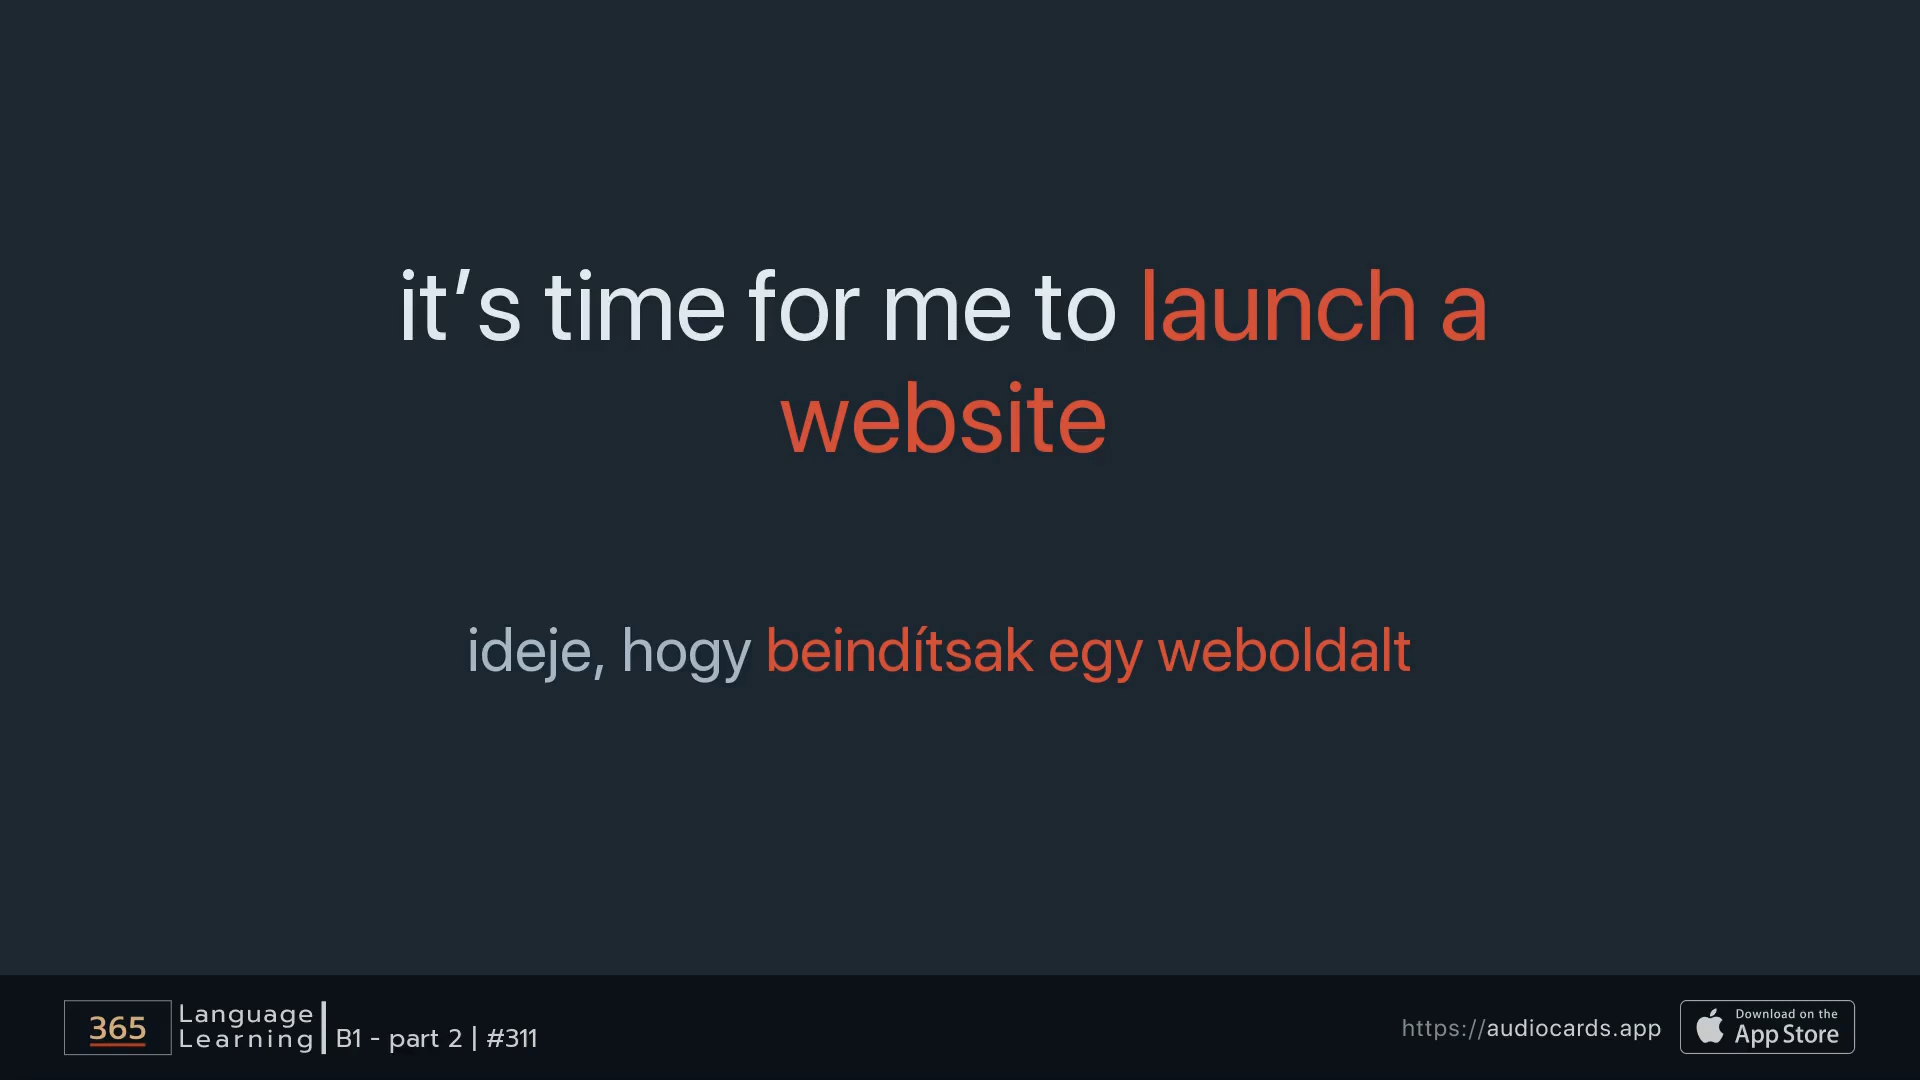 it's time for me to launch a
website
ideje, hogy beindítsak egy weboldalt
365
Language
Learning
B1 - part 2 | #311
https://audiocards.app
Download on the
App Store